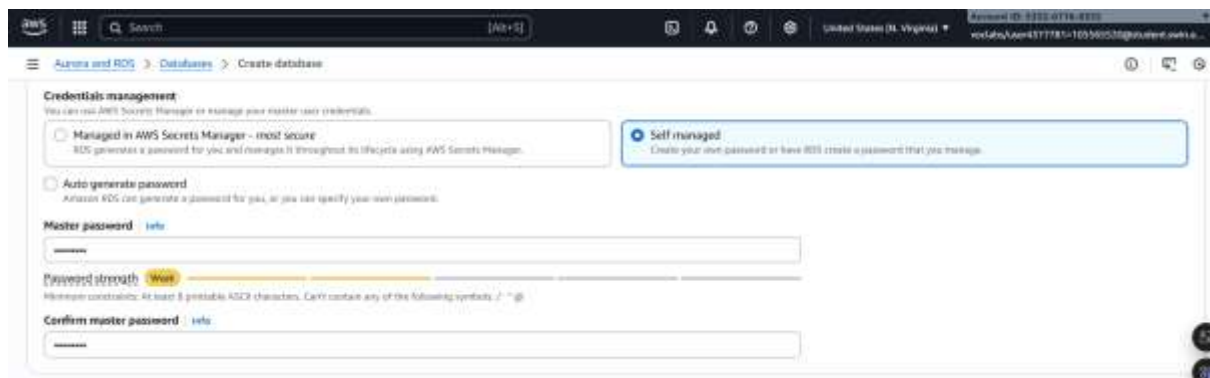 aws
Search
[Alt+S]
United States (N. Virginia)
Aurora and RDS > Databases > Create database
Credentials management
You can use AWS Secrets Manager or manage your master user credentials.
Managed in AWS Secrets Manager - most secure
RDS generates a password for you and manages it throughout its lifecycle using AWS Secrets Manager.
Self managed
Create your own password or have RDS create a password that you manage.
Auto generate password
Amazon RDS can generate a password for you, or you can specify your own password.
Master password Info
Password strength Weak
Minimum constraints: At least 8 printable ASCII characters. Can't contain any of the following symbols: / ' " @
Confirm master password Info